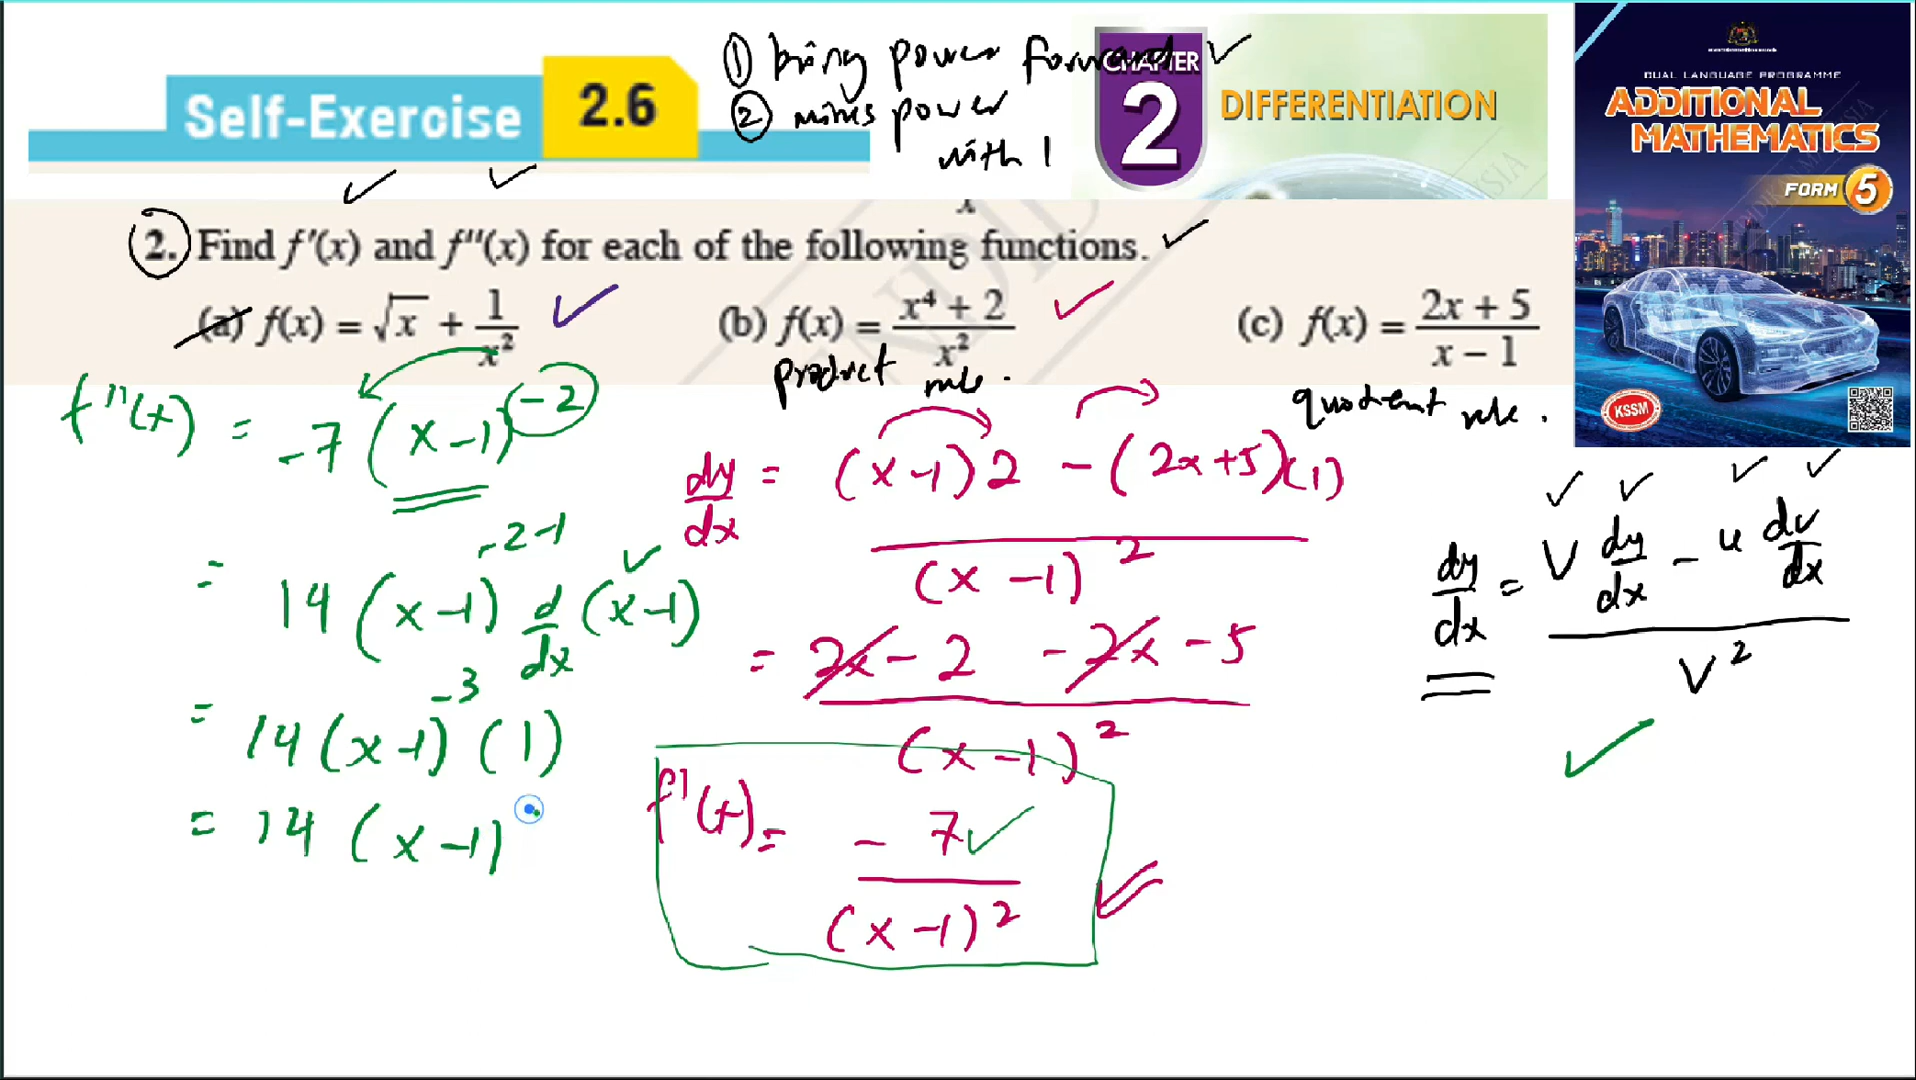 ① bring power forward ✓
② minus power
with 1
Self-Exercise 2.6
CHAPTER
2
DIFFERENTIATION
DUAL LANGUAGE PROGRAMME
ADDITIONAL
MATHEMATICS
FORM 5
KSSM
2. Find f′(x) and f″(x) for each of the following functions.
(a) f(x) = √x + 1/x²
(b) f(x) = (x⁴ + 2)/x²
(c) f(x) = (2x + 5)/(x − 1)
product rule.
quotient rule.
f''(x) = -7(x-1)^-2
= 14(x-1)^-2-1 d/dx (x-1)
= 14(x-1)^-3 (1)
= 14(x-1)
dy/dx = ((x-1)2 - (2x+5)(1))/(x-1)²
= (2x - 2 - 2x - 5)/(x-1)²
f'(x) = -7/(x-1)²
dy/dx = (V dy/dx - u dv/dx)/V²